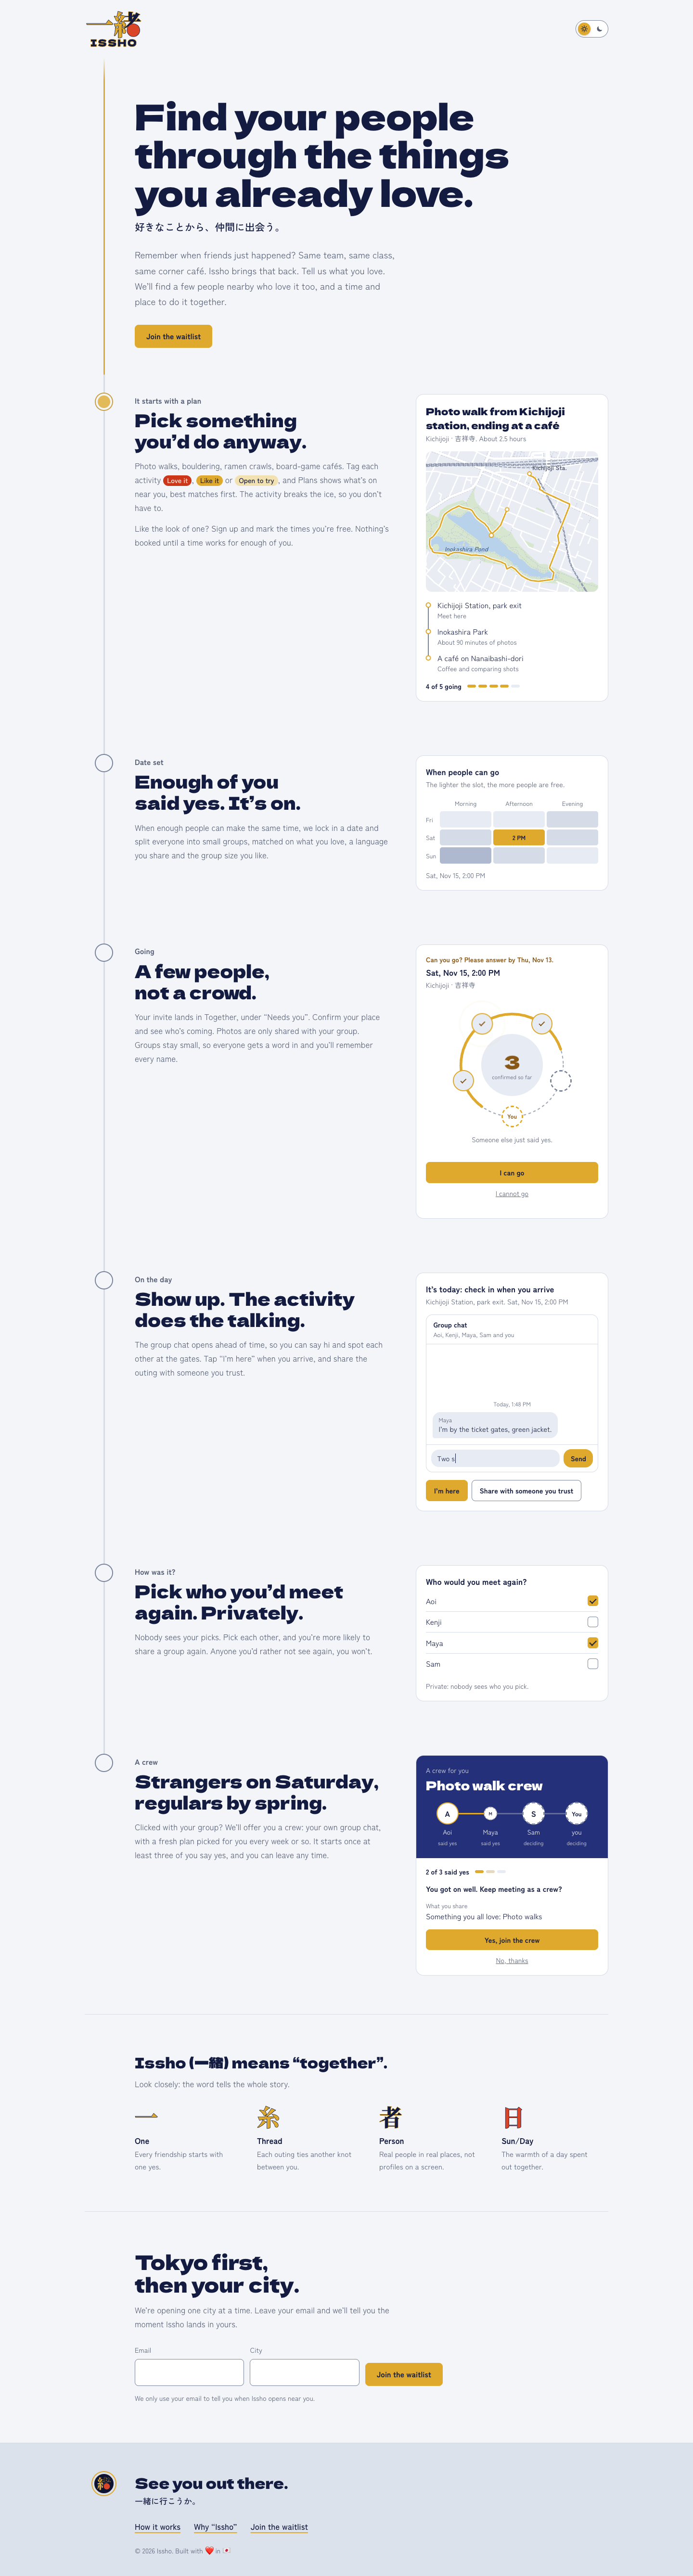 一緒
ISSHO
Find your people
through the things
you already love.
好きなことから、仲間に出会う。
Remember when friends just happened? Same team, same class,
same corner café. Issho brings that back. Tell us what you love.
We'll find a few people nearby who love it too, and a time and
place to do it together.
Join the waitlist
It starts with a plan
Pick something
you'd do anyway.
Photo walks, bouldering, ramen crawls, board-game cafés. Tag each
activity Love it, Like it or Open to try, and Plans shows what's on
near you, best matches first. The activity breaks the ice, so you don't
have to.
Like the look of one? Sign up and mark the times you're free. Nothing's
booked until a time works for enough of you.
Photo walk from Kichijoji
station, ending at a café
Kichijoji · 吉祥寺. About 2.5 hours
Kichijoji Sta.
Inokashira Pond
Kichijoji Station, park exit
Meet here
Inokashira Park
About 90 minutes of photos
A café on Nanaibashi-dori
Coffee and comparing shots
4 of 5 going
Date set
Enough of you
said yes. It's on.
When enough people can make the same time, we lock in a date and
split everyone into small groups, matched on what you love, a language
you share and the group size you like.
When people can go
The lighter the slot, the more people are free.
Morning Afternoon Evening
Fri
Sat 2 PM
Sun
Sat, Nov 15, 2:00 PM
Going
A few people,
not a crowd.
Your invite lands in Together, under “Needs you”. Confirm your place
and see who's coming. Photos are only shared with your group.
Groups stay small, so everyone gets a word in and you'll remember
every name.
Can you go? Please answer by Thu, Nov 13.
Sat, Nov 15, 2:00 PM
Kichijoji · 吉祥寺
3
confirmed so far
You
Someone else just said yes.
I can go
I cannot go
On the day
Show up. The activity
does the talking.
The group chat opens ahead of time, so you can say hi and spot each
other at the gates. Tap “I'm here” when you arrive, and share the
outing with someone you trust.
It's today: check in when you arrive
Kichijoji Station, park exit. Sat, Nov 15, 2:00 PM
Group chat
Aoi, Kenji, Maya, Sam and you
Today, 1:48 PM
Maya
I'm by the ticket gates, green jacket.
Two s
Send
I'm here
Share with someone you trust
How was it?
Pick who you'd meet
again. Privately.
Nobody sees your picks. Pick each other, and you're more likely to
share a group again. Anyone you'd rather not see again, you won't.
Who would you meet again?
Aoi
Kenji
Maya
Sam
Private: nobody sees who you pick.
A crew
Strangers on Saturday,
regulars by spring.
Clicked with your group? We'll offer you a crew: your own group chat,
with a fresh plan picked for you every week or so. It starts once at
least three of you say yes, and you can leave any time.
A crew for you
Photo walk crew
A M S You
Aoi Maya Sam you
said yes said yes deciding deciding
2 of 3 said yes
You got on well. Keep meeting as a crew?
What you share
Something you all love: Photo walks
Yes, join the crew
No, thanks
Issho (一緒) means “together”.
Look closely: the word tells the whole story.
一
One
Every friendship starts with
one yes.
糸
Thread
Each outing ties another knot
between you.
者
Person
Real people in real places, not
profiles on a screen.
日
Sun/Day
The warmth of a day spent
out together.
Tokyo first,
then your city.
We're opening one city at a time. Leave your email and we'll tell you the
moment Issho lands in yours.
Email
City
Join the waitlist
We only use your email to tell you when Issho opens near you.
See you out there.
一緒に行こうか。
How it works
Why “Issho”
Join the waitlist
© 2026 Issho. Built with ❤️ in 🇯🇵